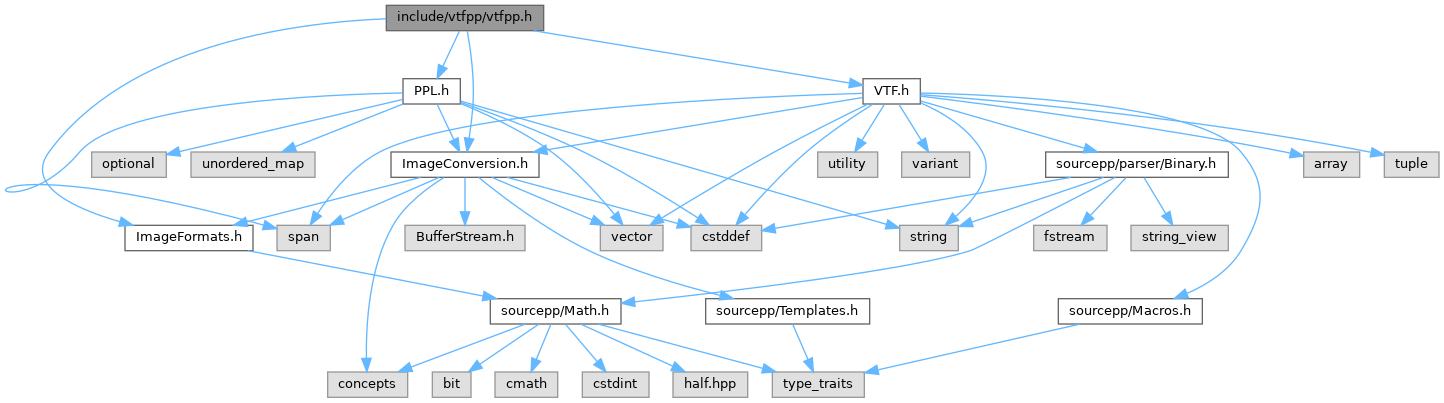 include/vtfpp/vtfpp.h
PPL.h
VTF.h
optional
unordered_map
ImageConversion.h
utility
variant
sourcepp/parser/Binary.h
array
tuple
ImageFormats.h
span
BufferStream.h
vector
cstddef
string
fstream
string_view
sourcepp/Math.h
sourcepp/Templates.h
sourcepp/Macros.h
concepts
bit
cmath
cstdint
half.hpp
type_traits